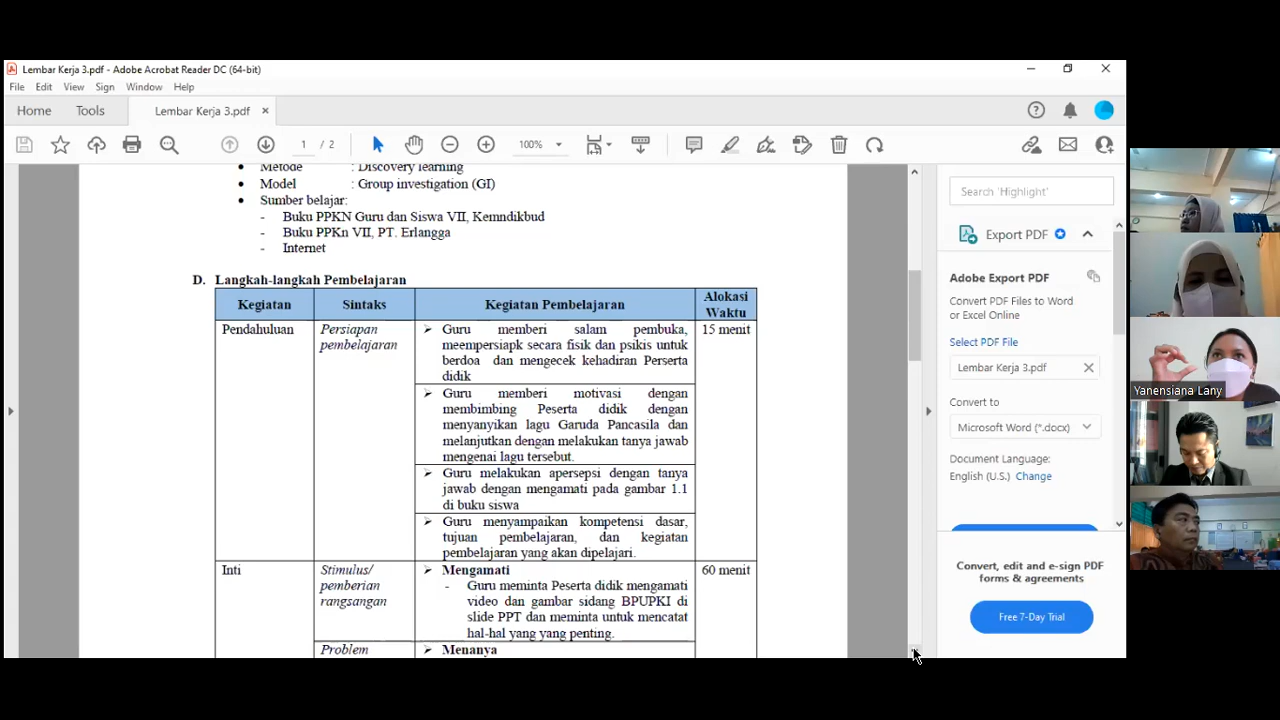 Lembar Kerja 3.pdf - Adobe Acrobat Reader DC (64-bit)
File Edit View Sign Window Help
Home Tools Lembar Kerja 3.pdf ×
1 / 2 100%
• Metode : Discovery learning
• Model : Group investigation (GI)
• Sumber belajar:
- Buku PPKN Guru dan Siswa VII, Kemndikbud
- Buku PPKn VII, PT. Erlangga
- Internet
D. Langkah-langkah Pembelajaran
Kegiatan Sintaks Kegiatan Pembelajaran Alokasi Waktu
Pendahuluan
Persiapan
pembelajaran
➢ Guru memberi salam pembuka,
meempersiapk secara fisik dan psikis untuk
berdoa dan mengecek kehadiran Perserta
didik
15 menit
➢ Guru memberi motivasi dengan
membimbing Peserta didik dengan
menyanyikan lagu Garuda Pancasila dan
melanjutkan dengan melakukan tanya jawab
mengenai lagu tersebut.
➢ Guru melakukan apersepsi dengan tanya
jawab dengan mengamati pada gambar 1.1
di buku siswa
➢ Guru menyampaikan kompetensi dasar,
tujuan pembelajaran, dan kegiatan
pembelajaran yang akan dipelajari.
Inti
Stimulus/
pemberian
rangsangan
➢ Mengamati
- Guru meminta Peserta didik mengamati
video dan gambar sidang BPUPKI di
slide PPT dan meminta untuk mencatat
hal-hal yang yang penting.
60 menit
Problem
➢ Menanya
Search 'Highlight'
Export PDF
Adobe Export PDF
Convert PDF Files to Word
or Excel Online
Select PDF File
Lembar Kerja 3.pdf
Convert to
Microsoft Word (*.docx)
Document Language:
English (U.S.) Change
Convert, edit and e-sign PDF
forms & agreements
Free 7-Day Trial
Yanensiana Lany